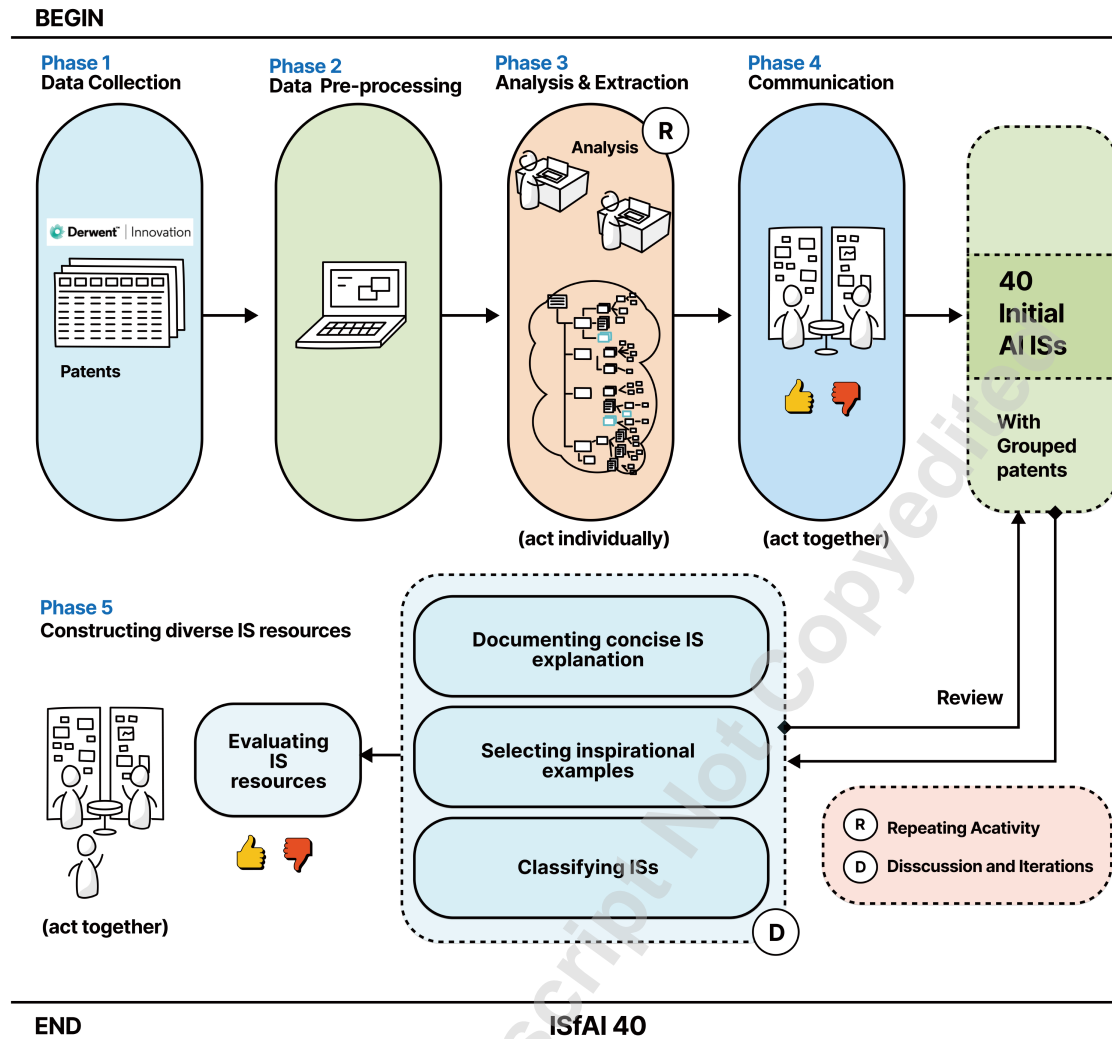 BEGIN
Phase 1
Data Collection
Phase 2
Data Pre-processing
Phase 3
Analysis & Extraction
Phase 4
Communication
R
Analysis
Derwent™ | Innovation
Patents
40
Initial
AI ISs
With
Grouped
patents
(act individually)
(act together)
Phase 5
Constructing diverse IS resources
Documenting concise IS
explanation
Review
Evaluating
IS
resources
Selecting inspirational
examples
R Repeating Acativity
D Disscussion and Iterations
Classifying ISs
(act together)
D
END
ISfAI 40
script Not Copyedited